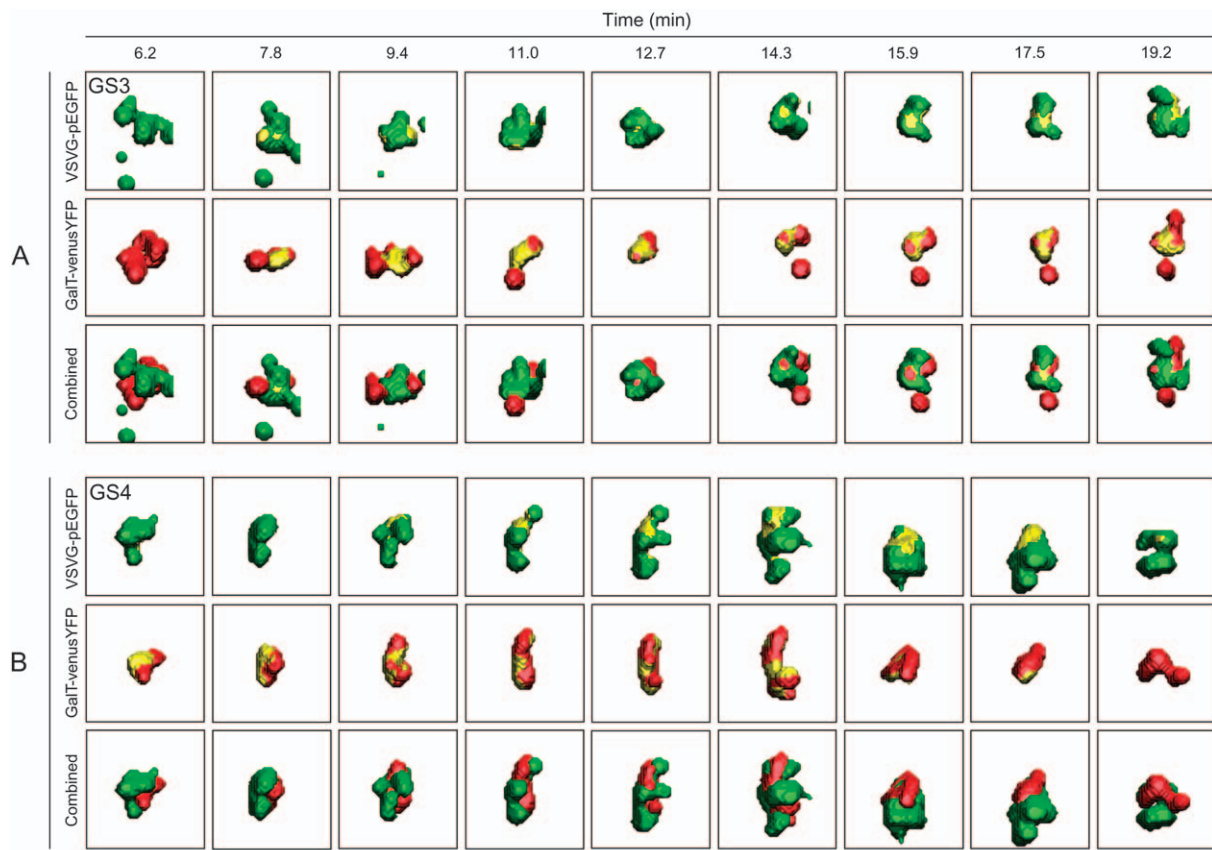 Time (min)
6.2 7.8 9.4 11.0 12.7 14.3 15.9 17.5 19.2
A
VSVG-pEGFP
GS3
GalT-venusYFP
Combined
B
VSVG-pEGFP
GS4
GalT-venusYFP
Combined